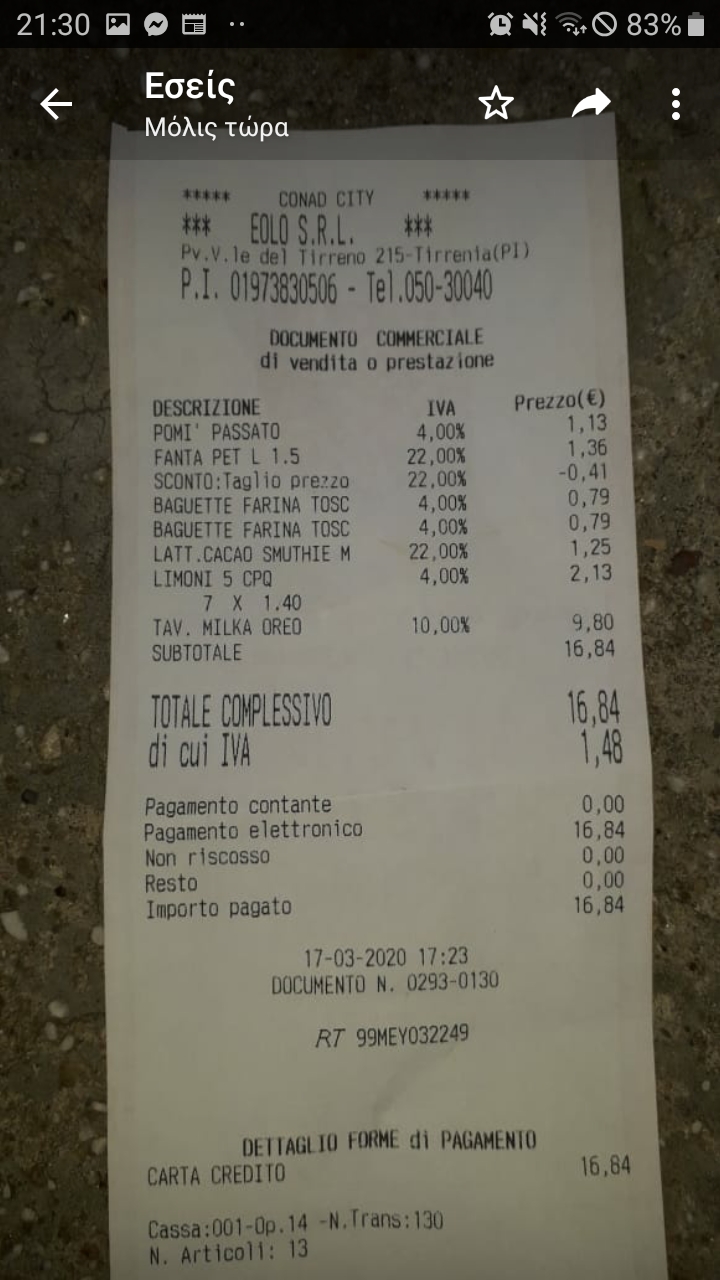 21:30 83%
Εσείς
Μόλις τώρα
***** CONAD CITY *****
*** EOLO S.R.L. ***
Pv.V.le del Tirreno 215-Tirrenia(PI)
P.I. 01973830506 - Tel.050-30040
DOCUMENTO COMMERCIALE
di vendita o prestazione
DESCRIZIONE IVA Prezzo(€)
POMI' PASSATO 4,00% 1,13
FANTA PET L 1.5 22,00% 1,36
SCONTO:Taglio prezzo 22,00% -0,41
BAGUETTE FARINA TOSC 4,00% 0,79
BAGUETTE FARINA TOSC 4,00% 0,79
LATT.CACAO SMUTHIE M 22,00% 1,25
LIMONI 5 CPQ 4,00% 2,13
7 X 1.40
TAV. MILKA OREO 10,00% 9,80
SUBTOTALE 16,84
TOTALE COMPLESSIVO 16,84
di cui IVA 1,48
Pagamento contante 0,00
Pagamento elettronico 16,84
Non riscosso 0,00
Resto 0,00
Importo pagato 16,84
17-03-2020 17:23
DOCUMENTO N. 0293-0130
RT 99MEY032249
DETTAGLIO FORME di PAGAMENTO
CARTA CREDITO 16,84
Cassa:001-Op.14 -N.Trans:130
N. Articoli: 13